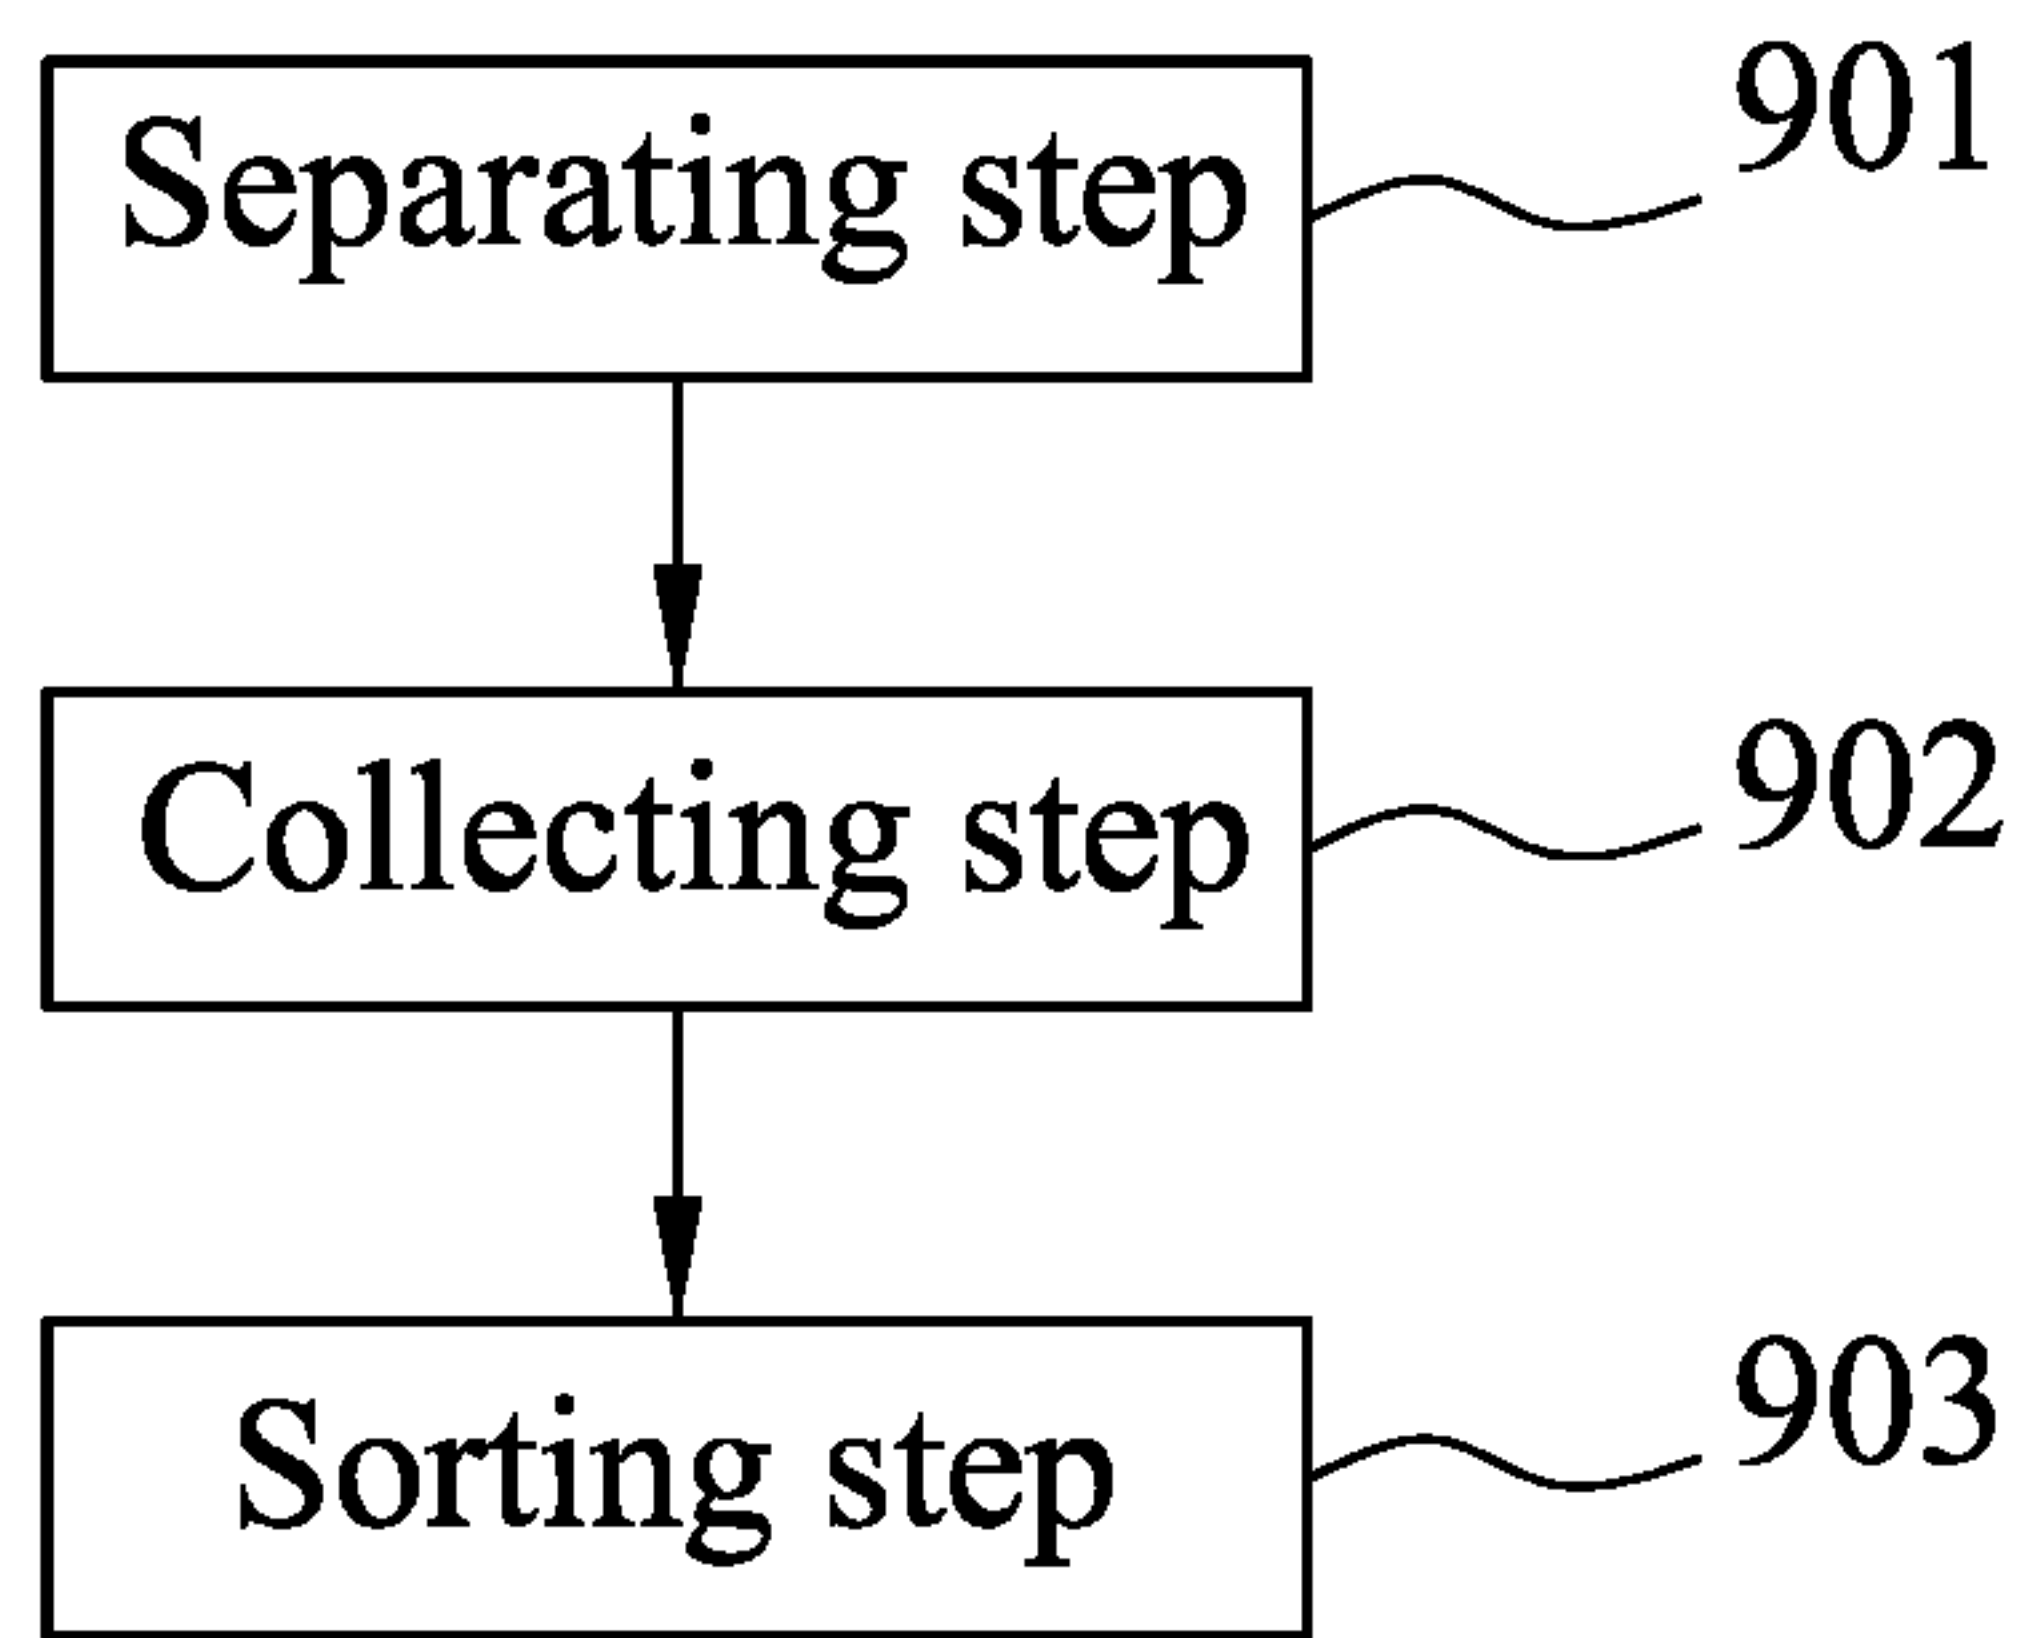 Separating step
901
Collecting step
902
Sorting step
903